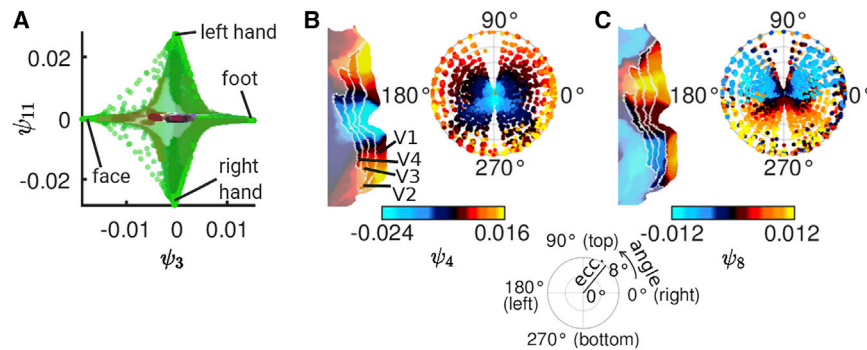 A
left hand
0.02
foot
ψ11
0
face
right
hand
-0.02
-0.01
0
0.01
ψ3
B
90°
180°
0°
270°
V1
V4
V3
V2
-0.024
0.016
ψ4
C
90°
180°
0°
270°
-0.012
0.012
ψ8
90° (top)
angle
ecc.
8°
0°
180°
(left)
0° (right)
270° (bottom)